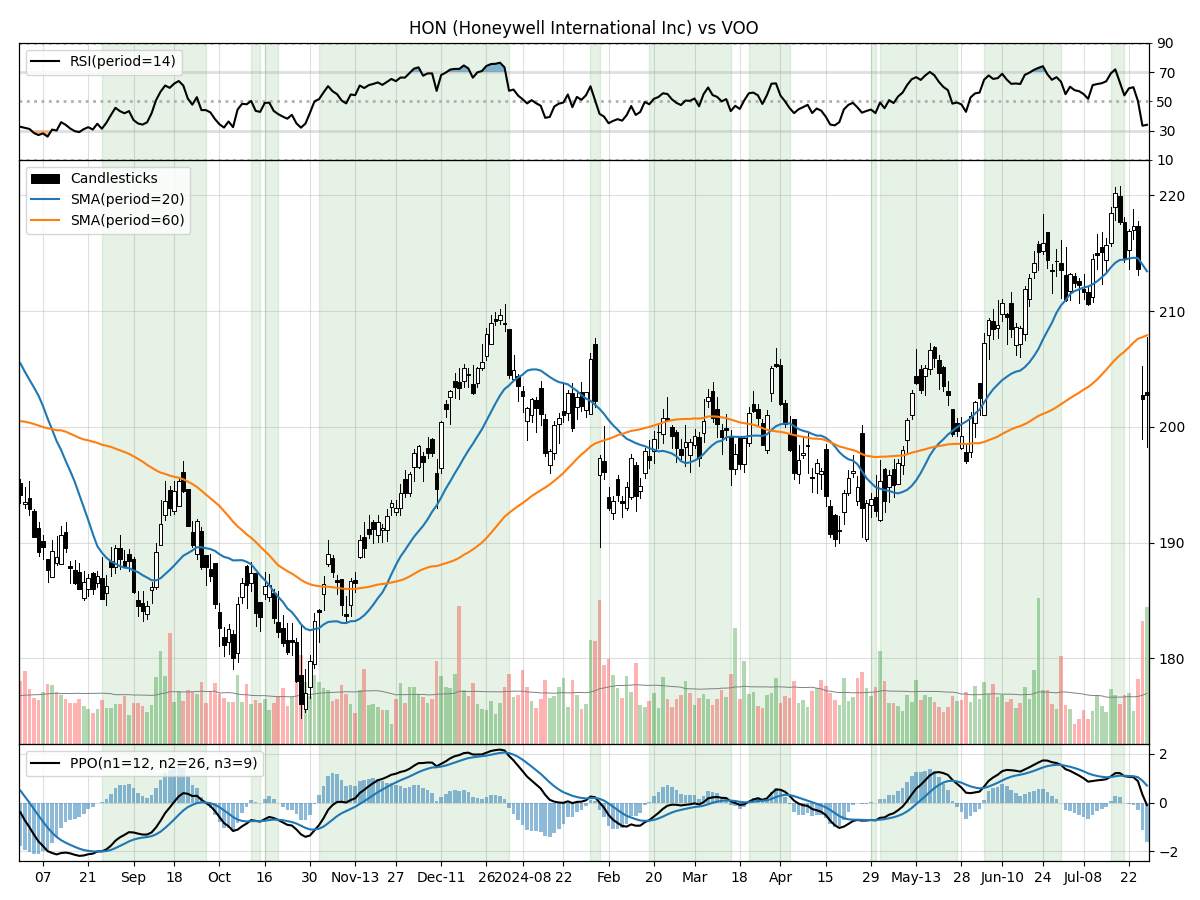 HON (Honeywell International Inc) vs VOO
RSI(period=14)
90
70
50
30
10
Candlesticks
SMA(period=20)
SMA(period=60)
220
210
200
190
180
PPO(n1=12, n2=26, n3=9)
2
0
−2
07 21 Sep 18 Oct 16 30 Nov-13 27 Dec-11 26 2024-08 22 Feb 20 Mar 18 Apr 15 29 May-13 28 Jun-10 24 Jul-08 22